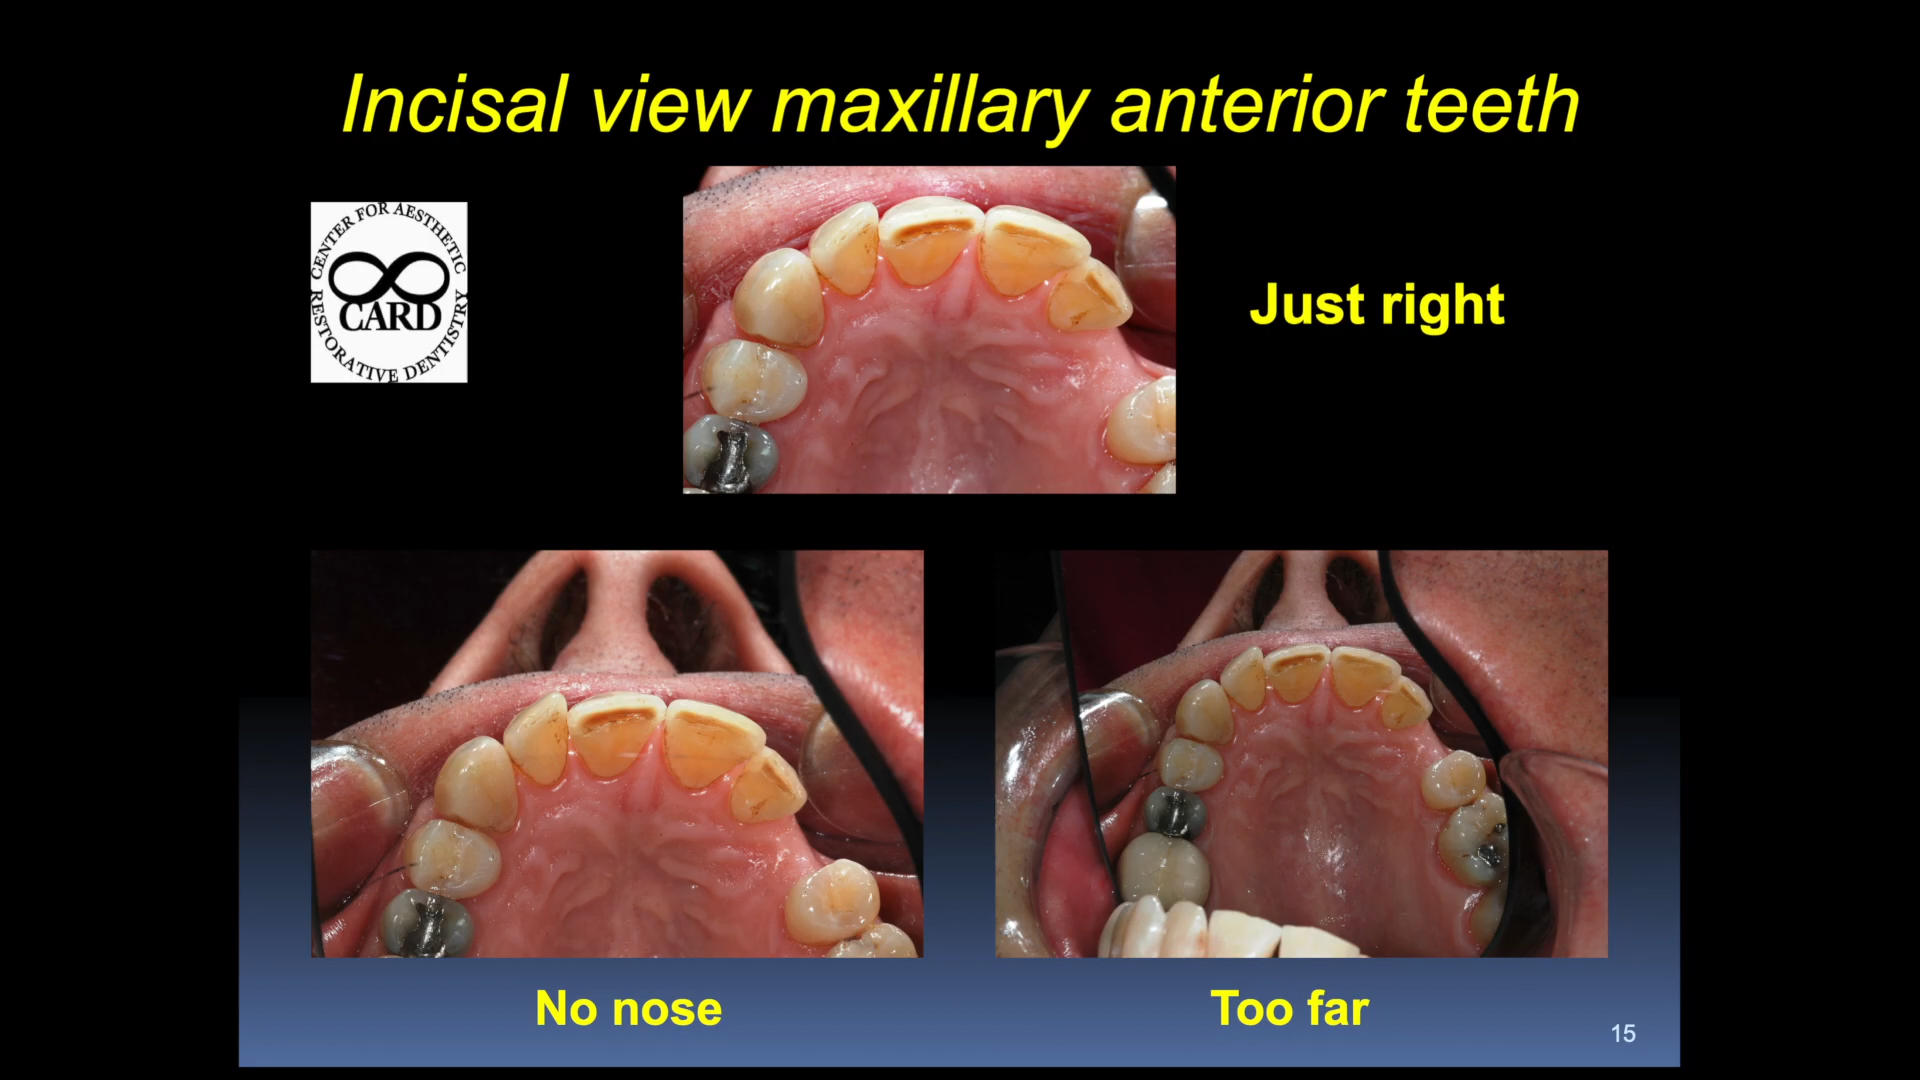 Incisal view maxillary anterior teeth
CENTER FOR AESTHETIC
CARD
RESTORATIVE DENTISTRY
Just right
No nose
Too far
15